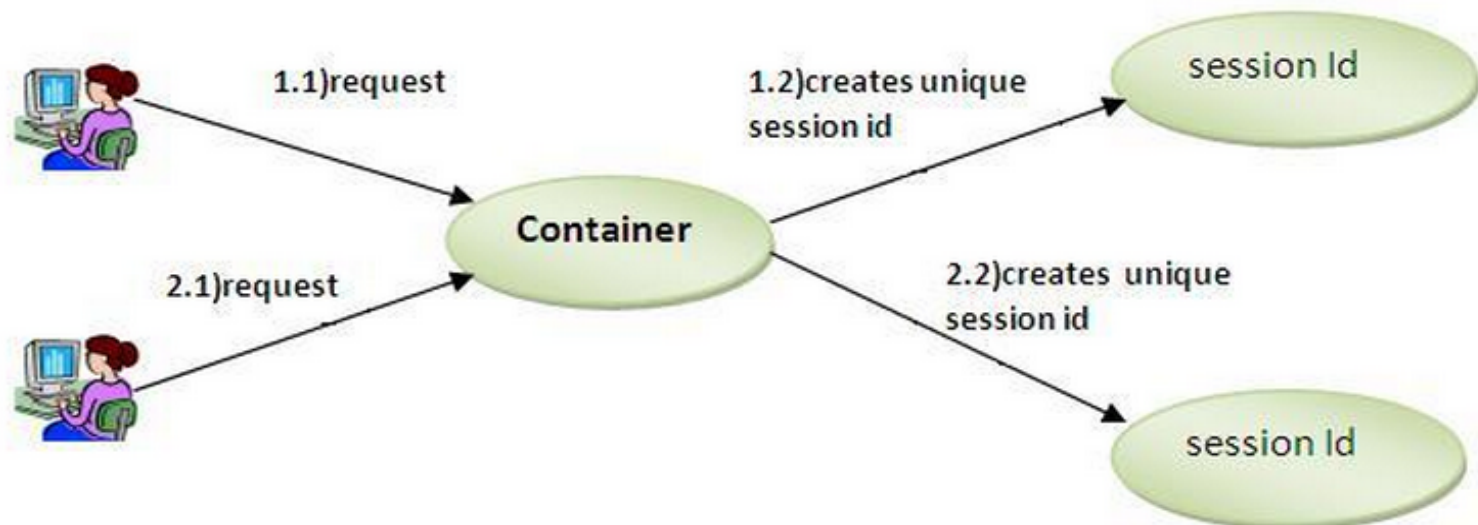 1.1)request
1.2)creates unique
session id
session Id
Container
2.1)request
2.2)creates unique
session id
session Id